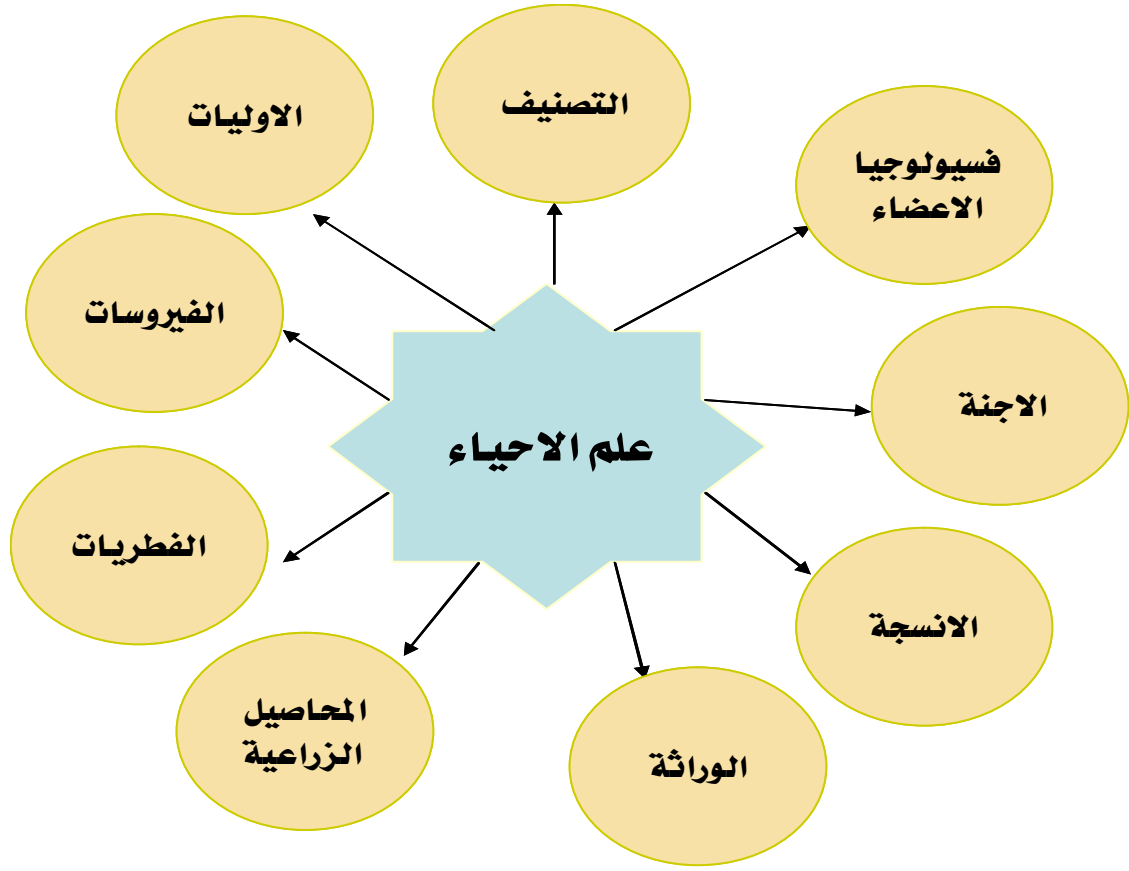 التصنيف
الاوليات
فسيولوجيا
الاعضاء
الفيروسات
الاجنة
علم الاحياء
الفطريات
الانسجة
المحاصيل
الزراعية
الوراثة